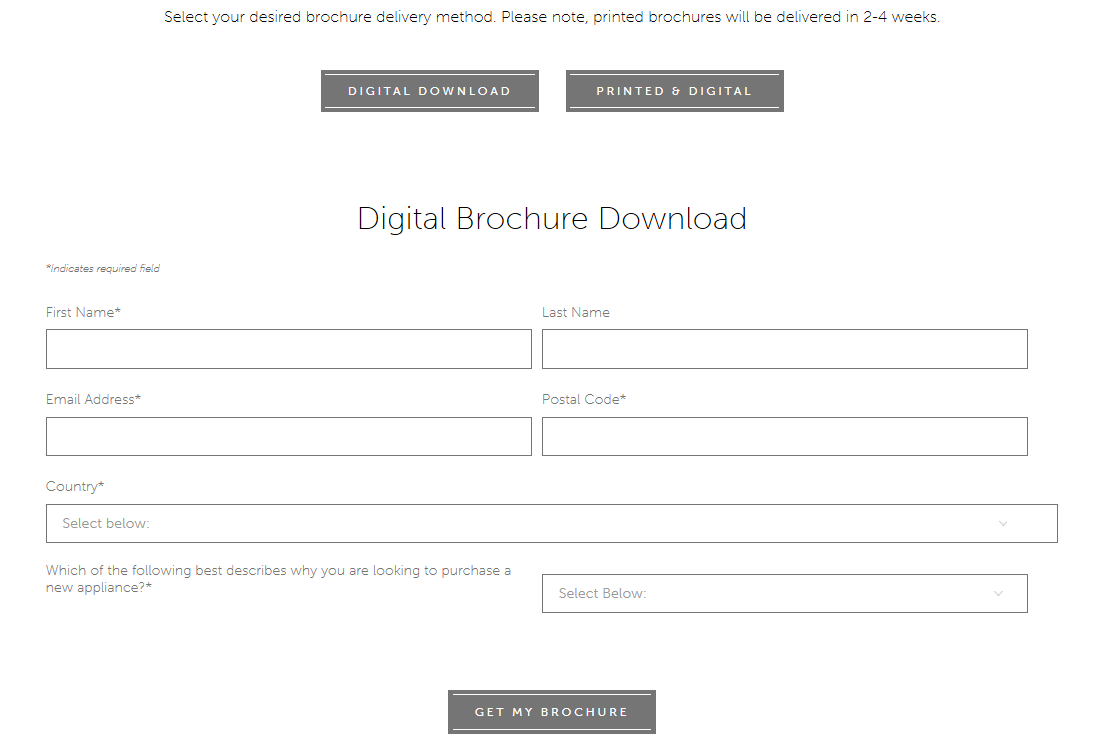 Select your desired brochure delivery method. Please note, printed brochures will be delivered in 2-4 weeks.
DIGITAL DOWNLOAD
PRINTED & DIGITAL
Digital Brochure Download
*Indicates required field
First Name*
Last Name
Email Address*
Postal Code*
Country*
Select below:
Which of the following best describes why you are looking to purchase a
new appliance?*
Select Below:
GET MY BROCHURE